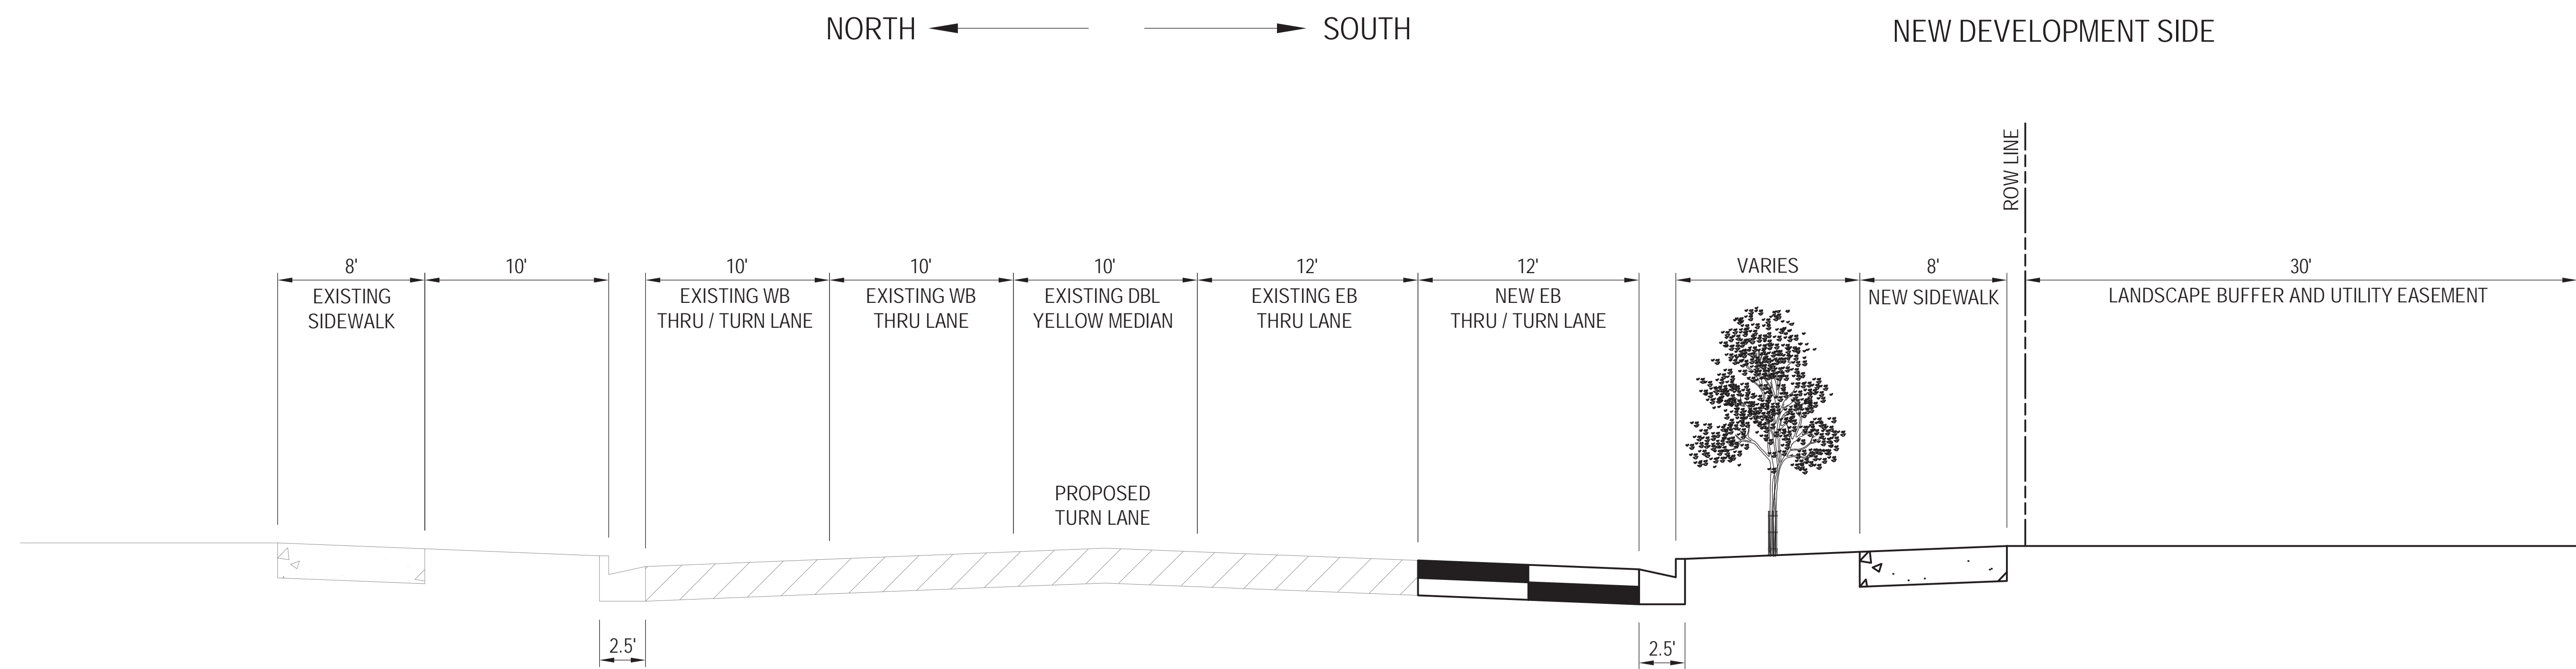 NORTH
SOUTH
NEW DEVELOPMENT SIDE
ROW LINE
8'
10'
10'
10'
10'
12'
12'
VARIES
8'
30'
EXISTING
SIDEWALK
EXISTING WB
THRU / TURN LANE
EXISTING WB
THRU LANE
EXISTING DBL
YELLOW MEDIAN
EXISTING EB
THRU LANE
NEW EB
THRU / TURN LANE
NEW SIDEWALK
LANDSCAPE BUFFER AND UTILITY EASEMENT
PROPOSED
TURN LANE
2.5'
2.5'